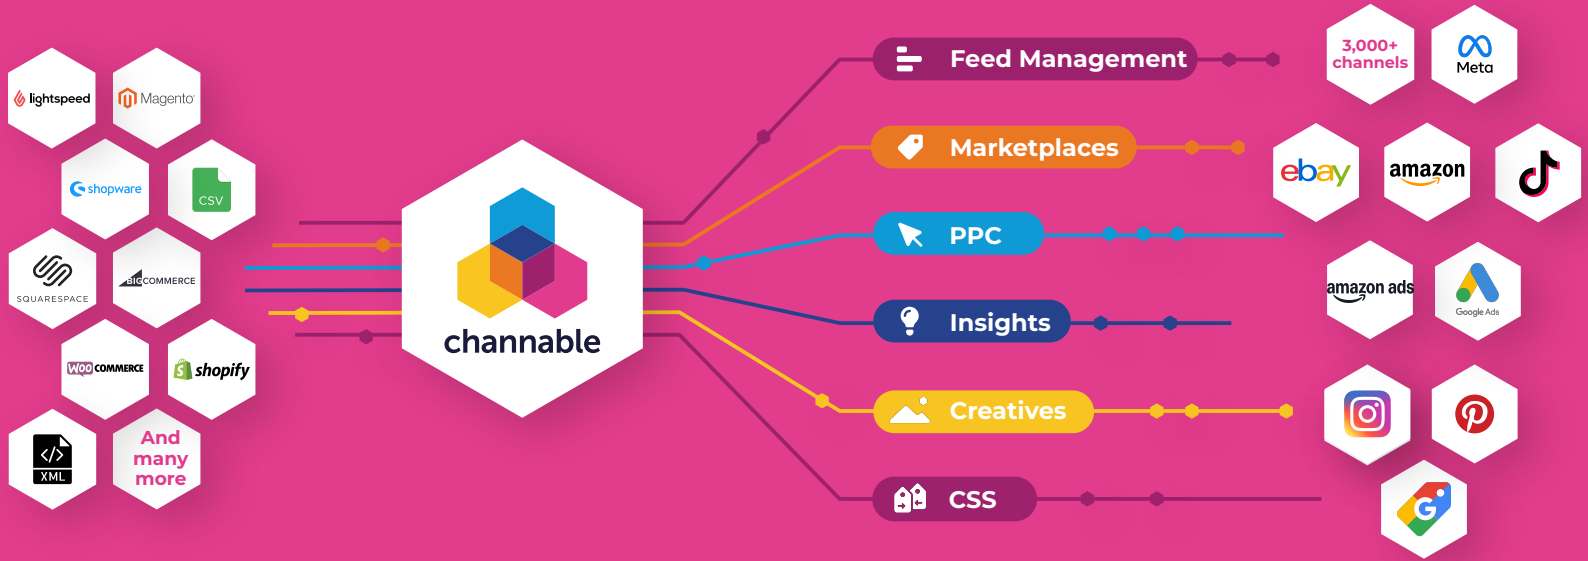 lightspeed
Magento
shopware
CSV
SQUARESPACE
BIGCOMMERCE
WOO COMMERCE
shopify
XML
And
many
more
channable
Feed Management
Marketplaces
PPC
Insights
Creatives
CSS
3,000+
channels
Meta
ebay
amazon
amazon ads
Google Ads
G